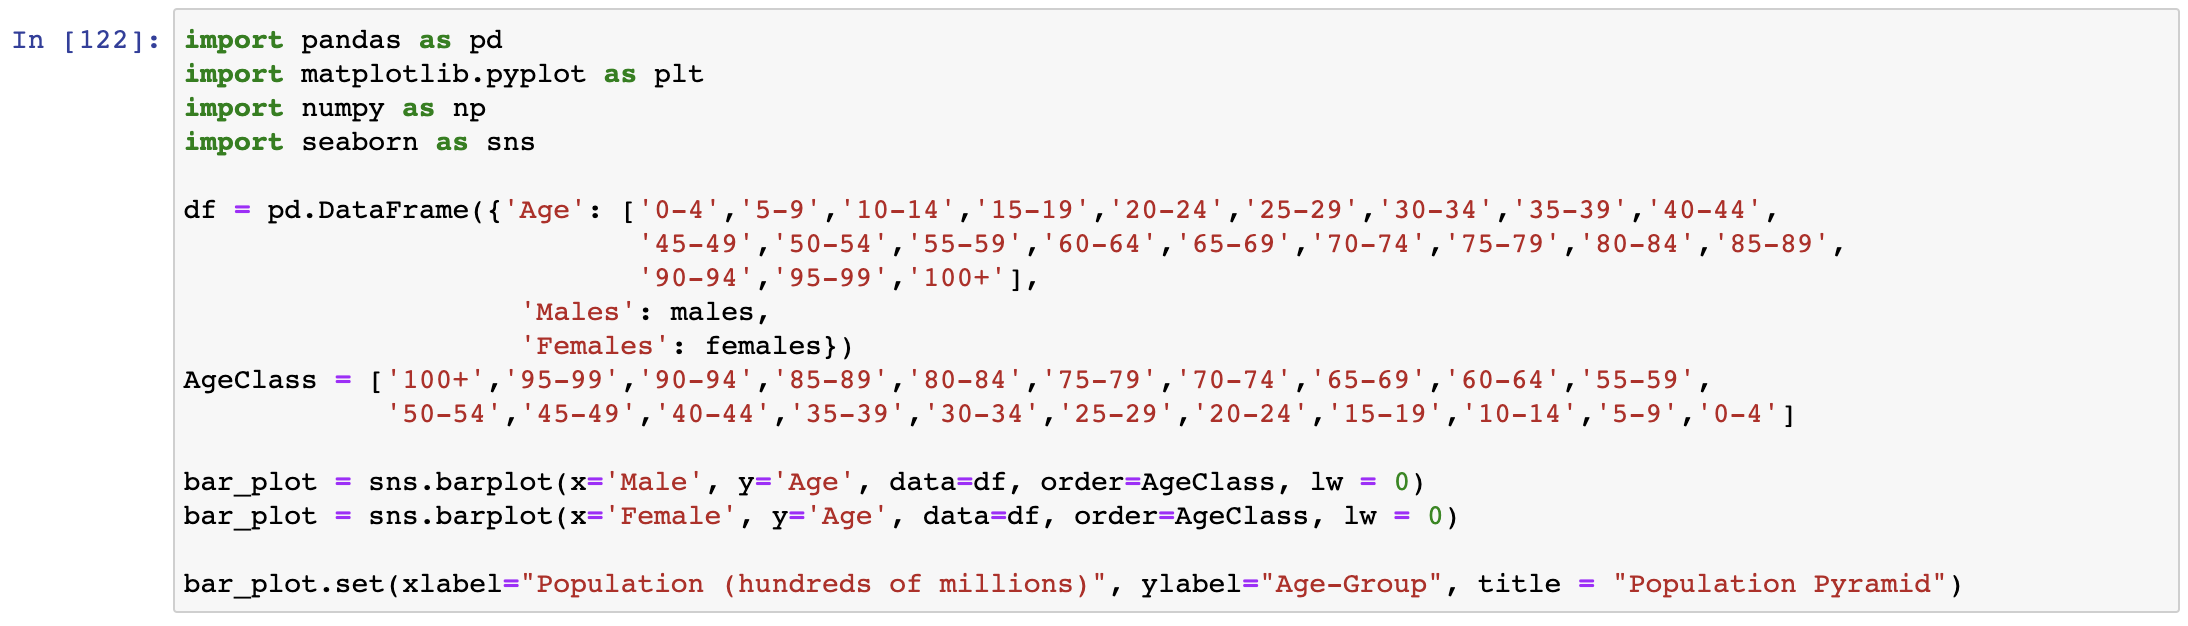 In [122]: import pandas as pd
import matplotlib.pyplot as plt
import numpy as np
import seaborn as sns
df = pd.DataFrame({'Age': ['0-4','5-9','10-14','15-19','20-24','25-29','30-34','35-39','40-44',
'45-49','50-54','55-59','60-64','65-69','70-74','75-79','80-84','85-89',
'90-94','95-99','100+'],
'Males': males,
'Females': females})
AgeClass = ['100+','95-99','90-94','85-89','80-84','75-79','70-74','65-69','60-64','55-59',
'50-54','45-49','40-44','35-39','30-34','25-29','20-24','15-19','10-14','5-9','0-4']
bar_plot = sns.barplot(x='Male', y='Age', data=df, order=AgeClass, lw = 0)
bar_plot = sns.barplot(x='Female', y='Age', data=df, order=AgeClass, lw = 0)
bar_plot.set(xlabel="Population (hundreds of millions)", ylabel="Age-Group", title = "Population Pyramid")